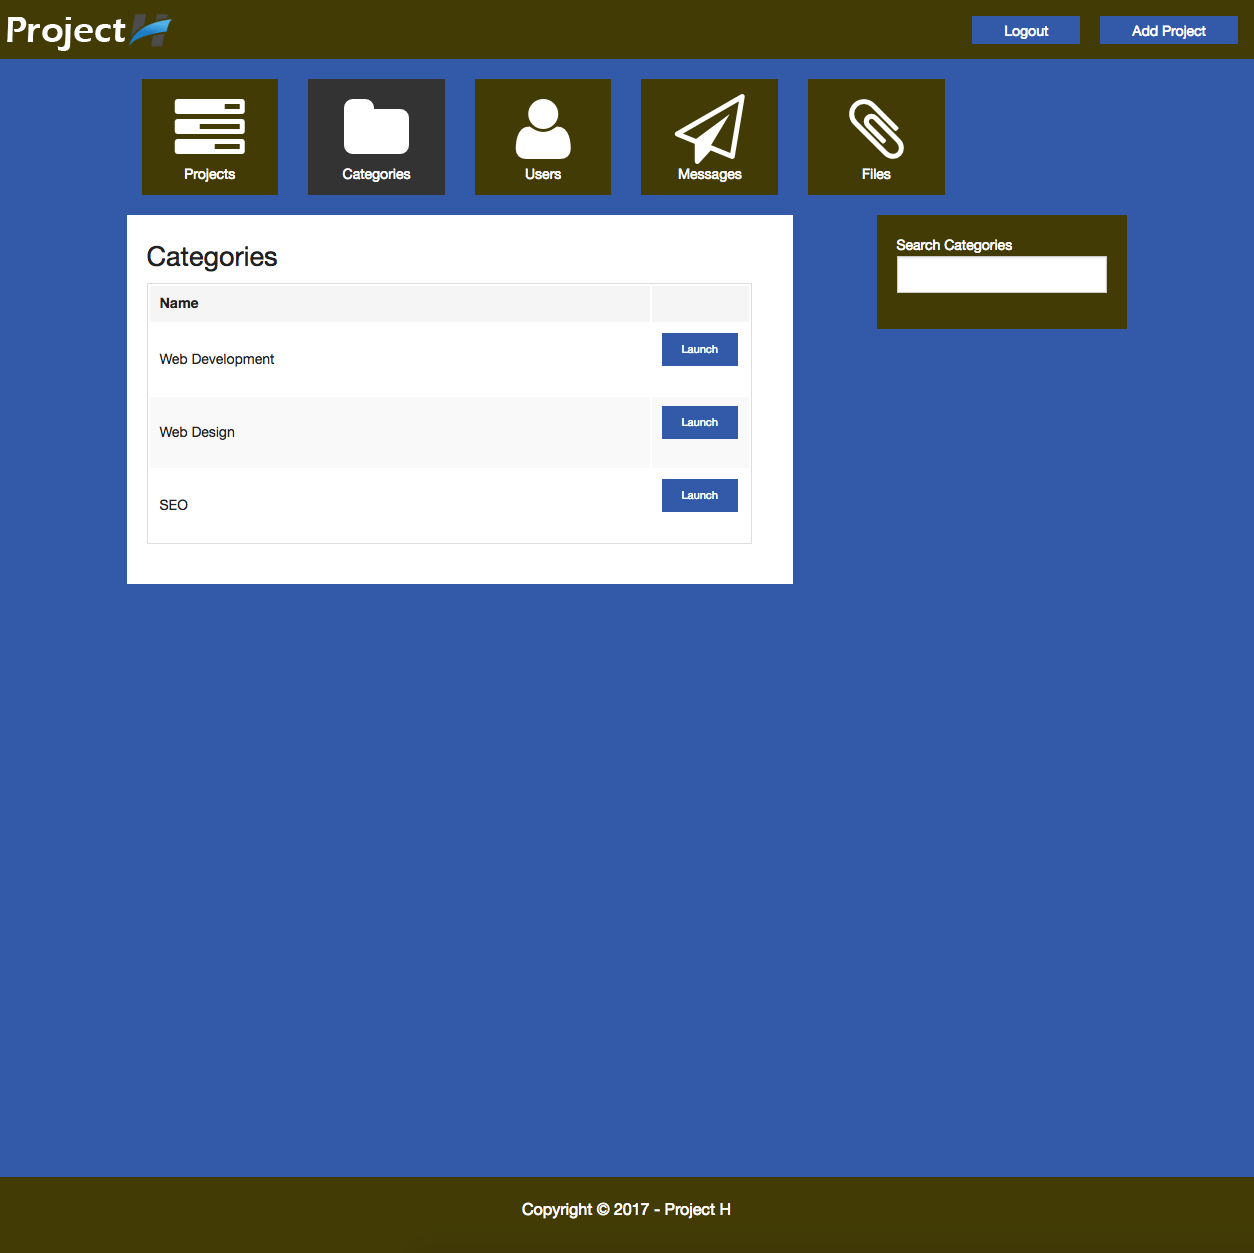 Project H
Logout
Add Project
Projects
Categories
Users
Messages
Files
Categories
Name
Web Development
Launch
Web Design
Launch
SEO
Launch
Search Categories
Copyright © 2017 - Project H